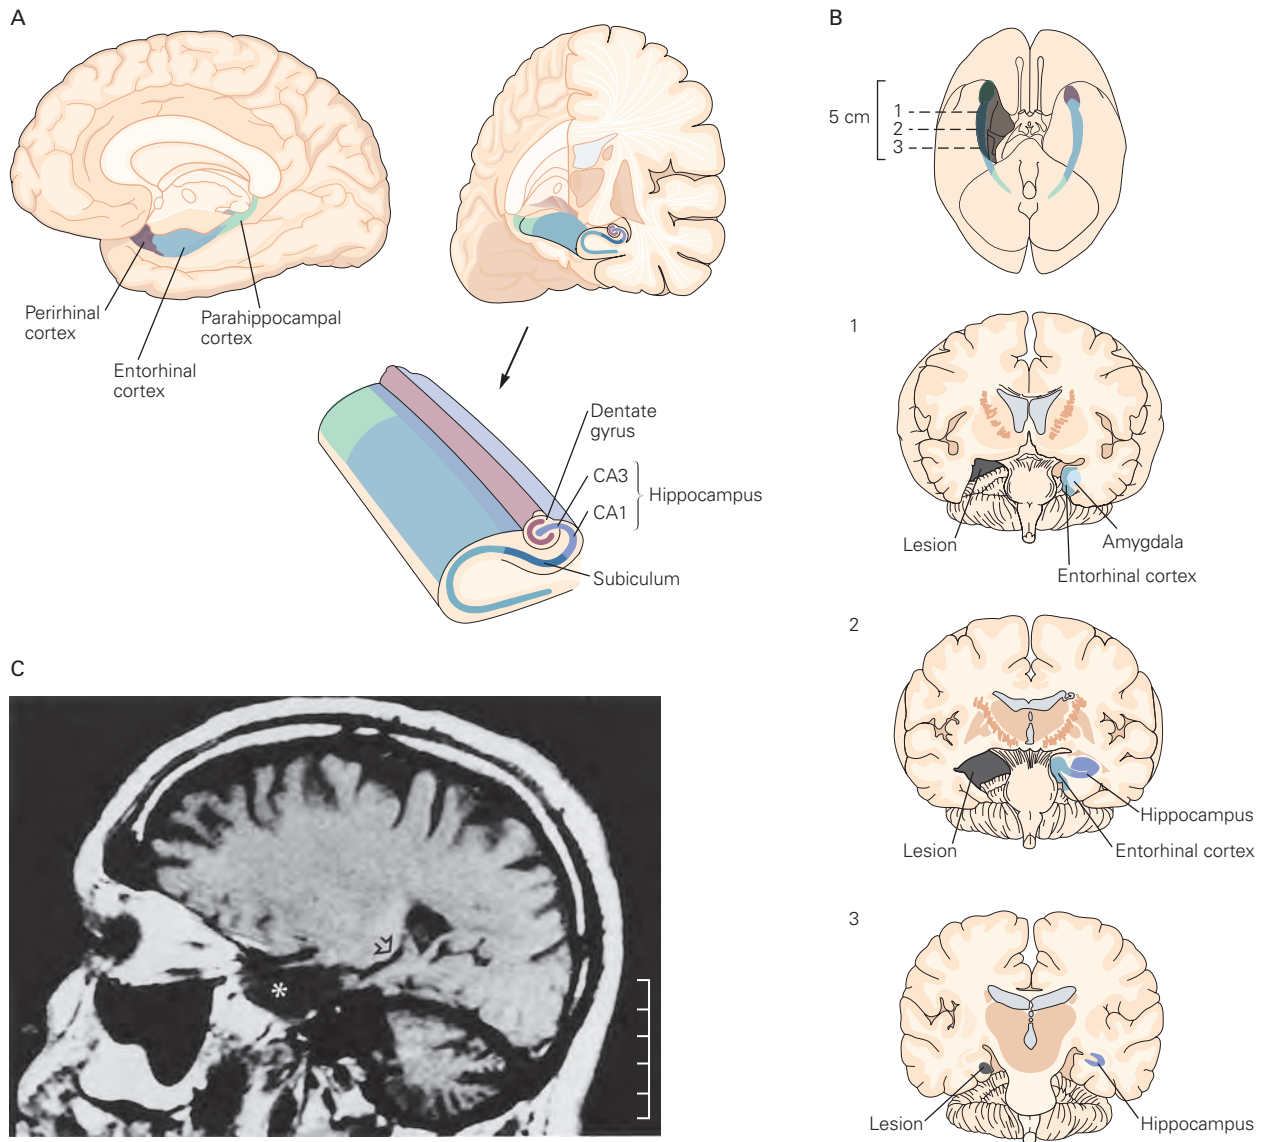 A
Perirhinal
cortex
Entorhinal
cortex
Parahippocampal
cortex
Dentate
gyrus
CA3
CA1
Hippocampus
Subiculum
B
5 cm
1
2
3
1
Lesion
Amygdala
Entorhinal cortex
2
Lesion
Hippocampus
Entorhinal cortex
3
Lesion
Hippocampus
C
*